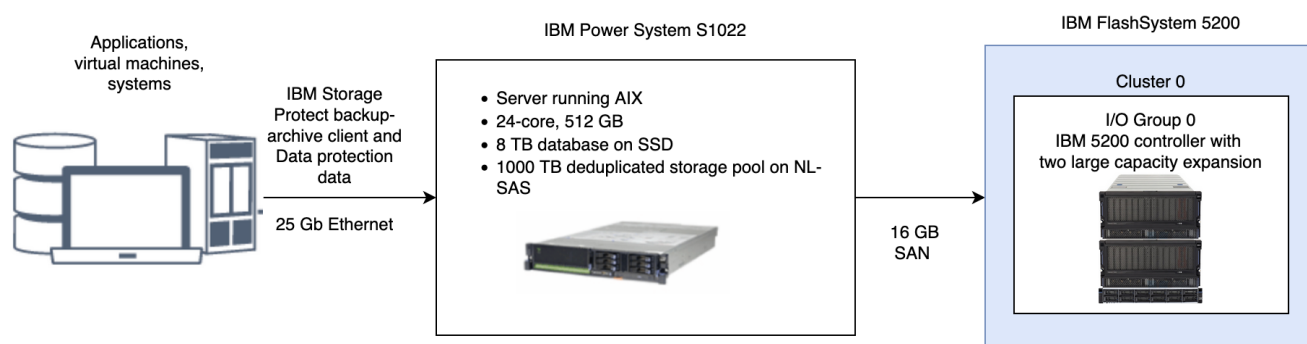 Applications,
virtual machines,
systems
IBM Storage
Protect backup-
archive client and
Data protection
data
25 Gb Ethernet
IBM Power System S1022
• Server running AIX
• 24-core, 512 GB
• 8 TB database on SSD
• 1000 TB deduplicated storage pool on NL-
SAS
16 GB
SAN
IBM FlashSystem 5200
Cluster 0
I/O Group 0
IBM 5200 controller with
two large capacity expansion